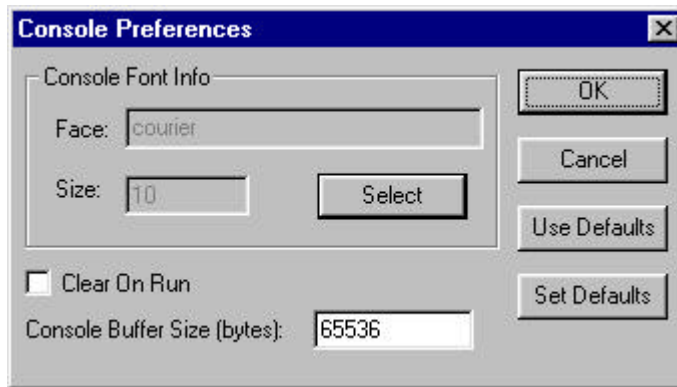 Console Preferences
Console Font Info
Face: courier
Size: 10
Select
Clear On Run
Console Buffer Size (bytes): 65536
OK
Cancel
Use Defaults
Set Defaults